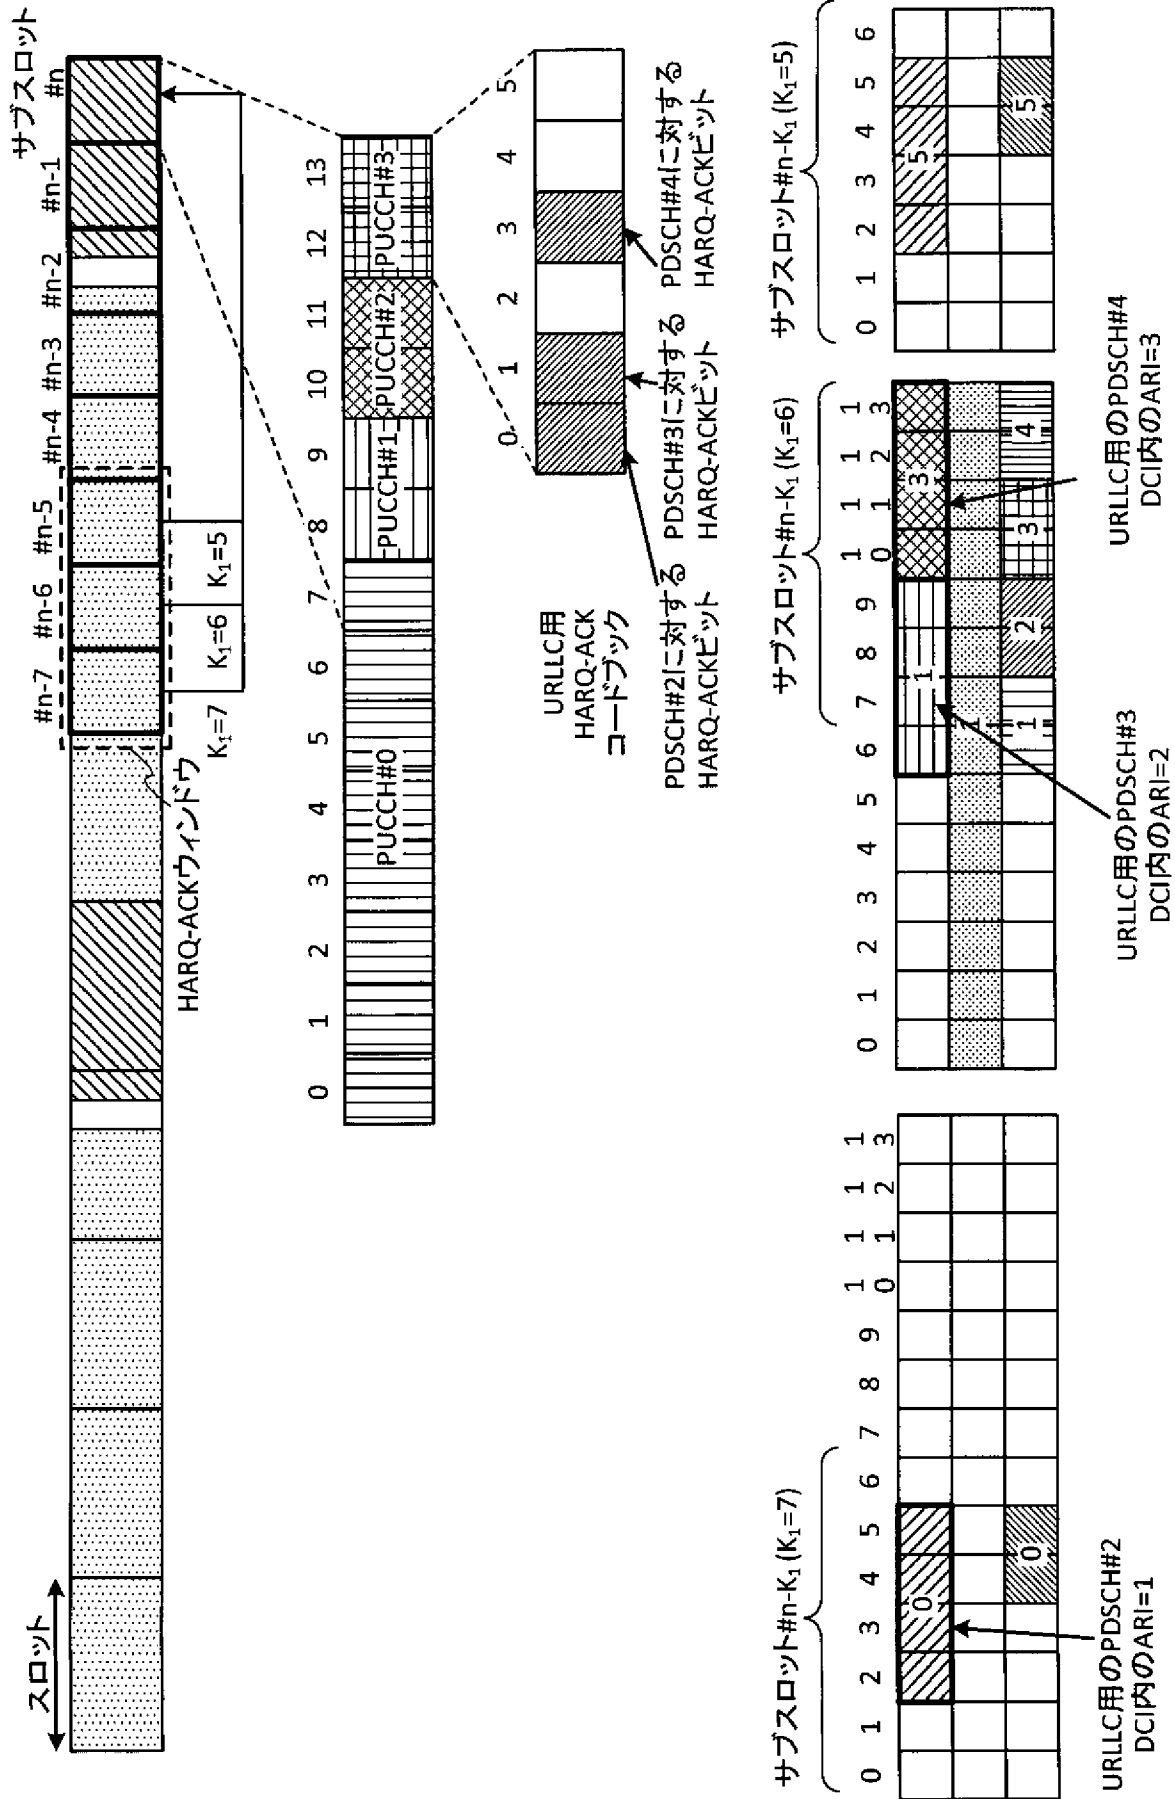 スロット
サブスロット
#n-7
#n-6
#n-5
#n-4
#n-3
#n-2
#n-1
#n
HARQ-ACKウィンドウ
K₁=7
K₁=6
K₁=5
0 1 2 3 4 5 6 7 8 9 10 11 12 13
PUCCH#0
PUCCH#1
PUCCH#2
PUCCH#3
URLLC用
HARQ-ACK
コードブック
0 1 2 3 4 5
PDSCH#2に対する
HARQ-ACKビット
PDSCH#3に対する
HARQ-ACKビット
PDSCH#4に対する
HARQ-ACKビット
サブスロット#n-K₁(K₁=7)
0 1 2 3 4 5 6 7 8 9 10 11 12 13
0
0
URLLC用のPDSCH#2
DCI内のARI=1
サブスロット#n-K₁(K₁=6)
0 1 2 3 4 5 6 7 8 9 10 11 12 13
1
3
1
1
2
3
4
URLLC用のPDSCH#3
DCI内のARI=2
URLLC用のPDSCH#4
DCI内のARI=3
サブスロット#n-K₁(K₁=5)
0 1 2 3 4 5 6
5
5